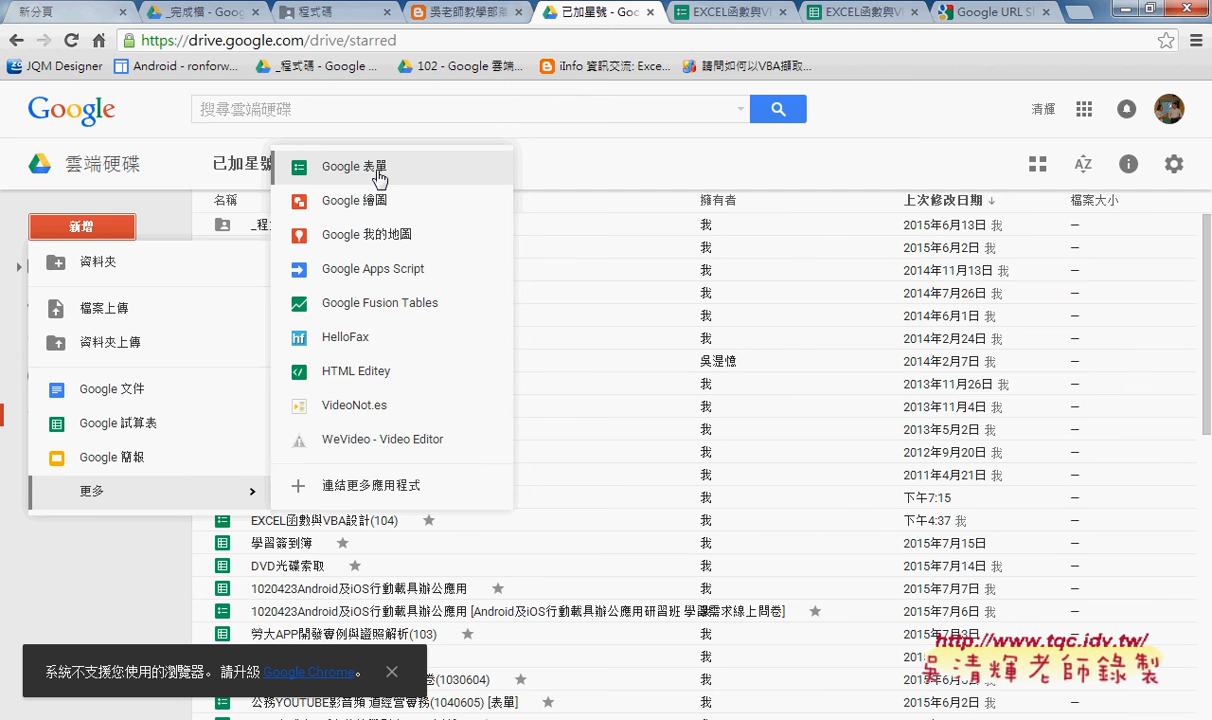 新分頁
_完成檔 - Goog
程式碼
吳老師教學部落
已加星號 - Goo
EXCEL函數與VB
EXCEL函數與VB
Google URL Sh
https://drive.google.com/drive/starred
JQM Designer
Android - ronforw...
_程式碼 - Google ...
102 - Google 雲端...
iInfo 資訊交流: Exce...
請問如何以VBA擷取...
Google
搜尋雲端硬碟
清輝
雲端硬碟
已加星號
名稱
擁有者
上次修改日期
檔案大小
新增
資料夾
檔案上傳
資料夾上傳
Google 文件
Google 試算表
Google 簡報
更多
Google 表單
Google 繪圖
Google 我的地圖
Google Apps Script
Google Fusion Tables
HelloFax
HTML Editey
VideoNot.es
WeVideo - Video Editor
連結更多應用程式
_程
我 2015年6月13日 我 —
我 2015年6月2日 我 —
我 2014年11月13日 我 —
我 2014年7月26日 我 —
我 2014年6月1日 我 —
我 2014年2月24日 我 —
吳湦憶 2014年2月7日 我 —
我 2013年11月26日 我 —
我 2013年11月4日 我 —
我 2013年5月2日 我 —
我 2012年9月20日 我 —
我 2011年4月21日 我 —
我 下午7:15 —
EXCEL函數與VBA設計(104) 我 下午4:37 我 —
學習簽到簿 我 2015年7月15日 —
DVD光碟索取 我 2015年7月14日 我 —
1020423Android及iOS行動載具辦公應用 我 2015年7月7日 我 —
1020423Android及iOS行動載具辦公應用 [Android及iOS行動載具辦公應用研習班 學習需求線上問卷] 2015年7月6日 我 —
勞大APP開發實例與證照解析(103) 我 2015年7月3日 —
我 2015
(1030604) 我 2015
公務YOUTUBE影音頻道經營實務(1040605) [問卷] 我 2015年6月5日 我
系統不支援您使用的瀏覽器。請升級 Google Chrome。
http://www.tqc.idv.tw/
吳清輝老師錄製